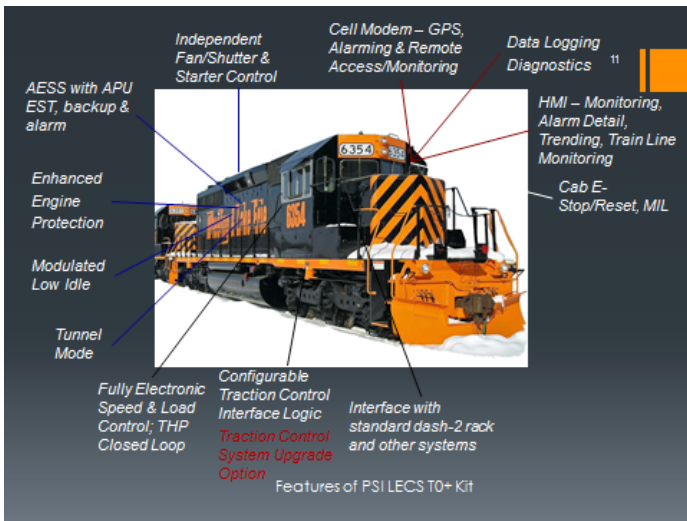 Independent
Fan/Shutter &
Starter Control
Cell Modem – GPS,
Alarming & Remote
Access/Monitoring
Data Logging
Diagnostics
11
AESS with APU
EST, backup &
alarm
HMI – Monitoring,
Alarm Detail,
Trending, Train Line
Monitoring
Enhanced
Engine
Protection
Cab E-
Stop/Reset, MIL
Modulated
Low Idle
Tunnel
Mode
6354
6354
6354
Fully Electronic
Speed & Load
Control; THP
Closed Loop
Configurable
Traction Control
Interface Logic
Traction Control
System Upgrade
Option
Interface with
standard dash-2 rack
and other systems
Features of PSI LECS T0+ Kit